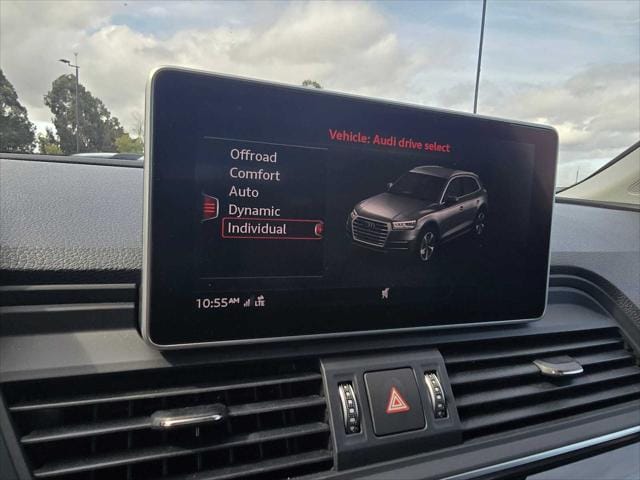 Vehicle: Audi drive select
Offroad
Comfort
Auto
Dynamic
Individual
10:55AM LTE